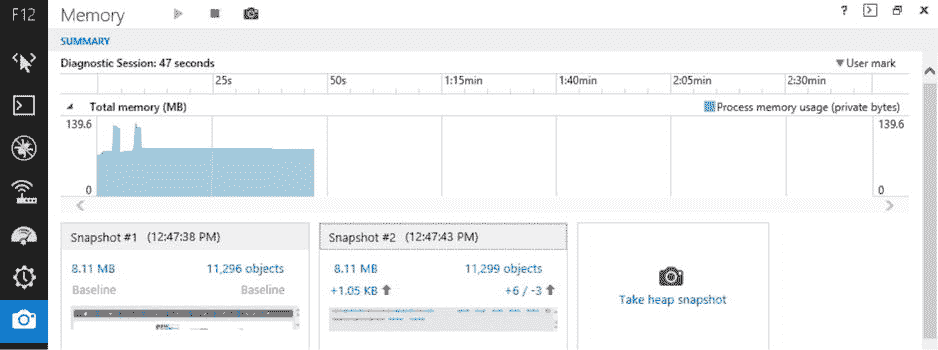 F12 Memory ?
SUMMARY
Diagnostic Session: 47 seconds User mark
25s 50s 1:15min 1:40min 2:05min 2:30min
Total memory (MB) Process memory usage (private bytes)
139.6 139.6
0 0
Snapshot #1 (12:47:38 PM) Snapshot #2 (12:47:43 PM)
8.11 MB 11,296 objects 8.11 MB 11,299 objects
Baseline Baseline +1.05 KB +6 / -3
Take heap snapshot